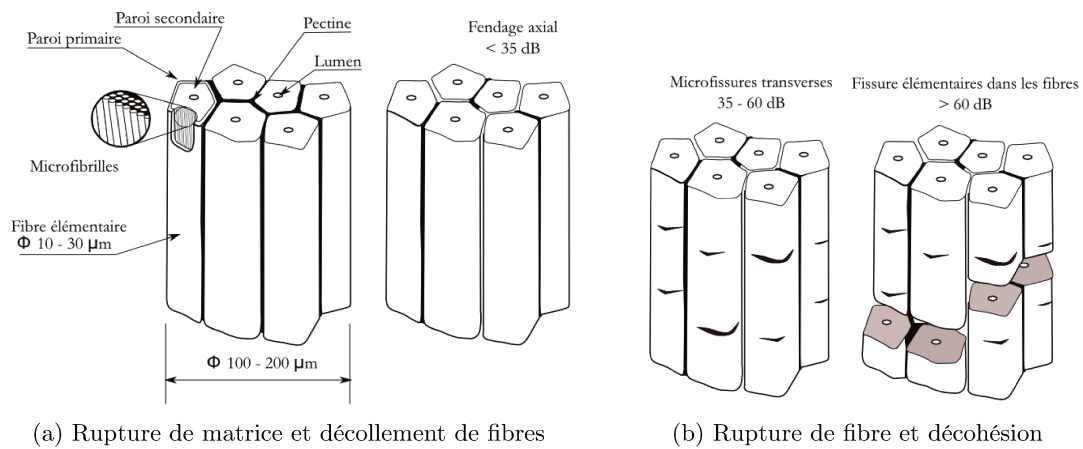 Paroi secondaire
Paroi primaire
Pectine
Lumen
Microfibrilles
Fibre élémentaire
Φ 10 - 30 μm
Φ 100 - 200 μm
Fendage axial
< 35 dB
(a) Rupture de matrice et décollement de fibres
Microfissures transverses
35 - 60 dB
Fissure élémentaires dans les fibres
> 60 dB
(b) Rupture de fibre et décohésion